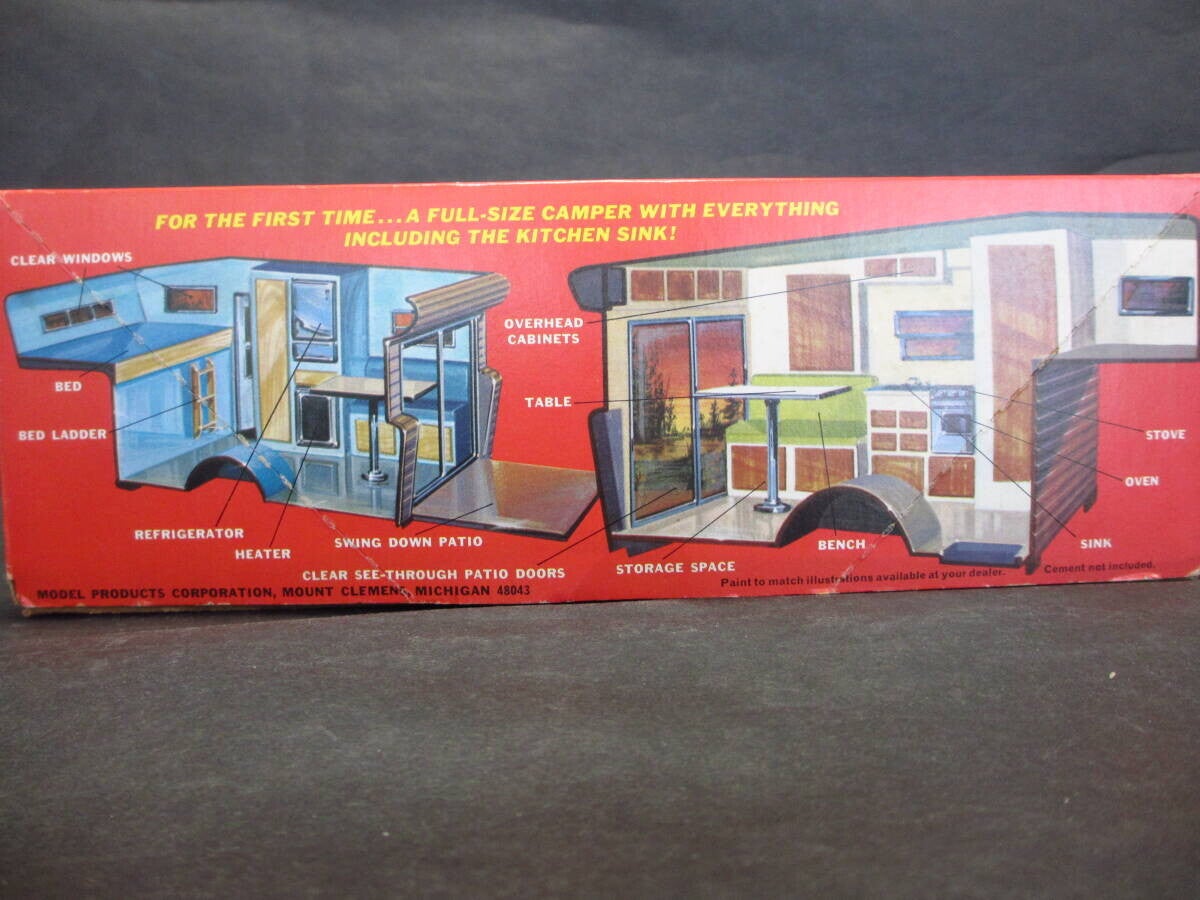 FOR THE FIRST TIME...A FULL-SIZE CAMPER WITH EVERYTHING
INCLUDING THE KITCHEN SINK!
CLEAR WINDOWS
BED
BED LADDER
REFRIGERATOR
HEATER
SWING DOWN PATIO
CLEAR SEE-THROUGH PATIO DOORS
OVERHEAD
CABINETS
TABLE
STORAGE SPACE
BENCH
STOVE
OVEN
SINK
Paint to match illustrations available at your dealer.
Cement not included.
MODEL PRODUCTS CORPORATION, MOUNT CLEMENS, MICHIGAN 48043